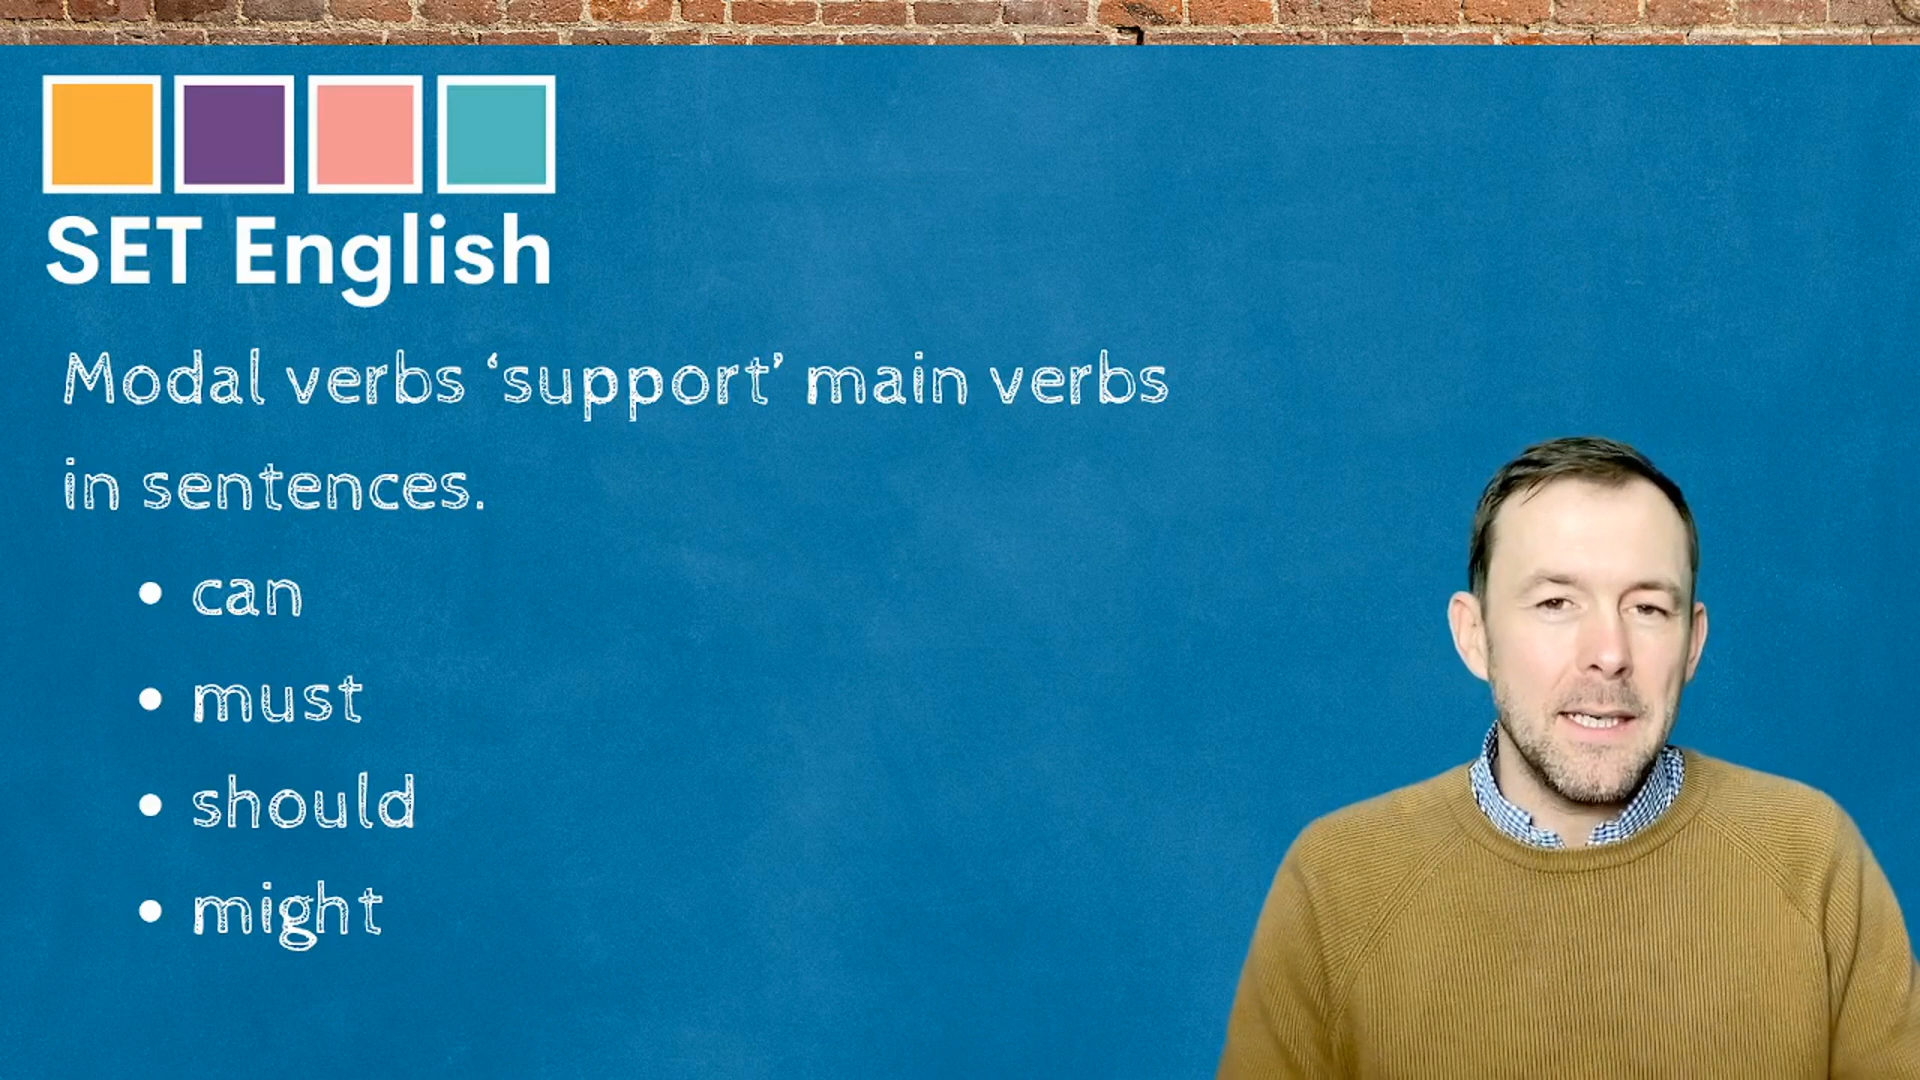 SET English
Modal verbs ‘support’ main verbs
in sentences.
• can
• must
• should
• might